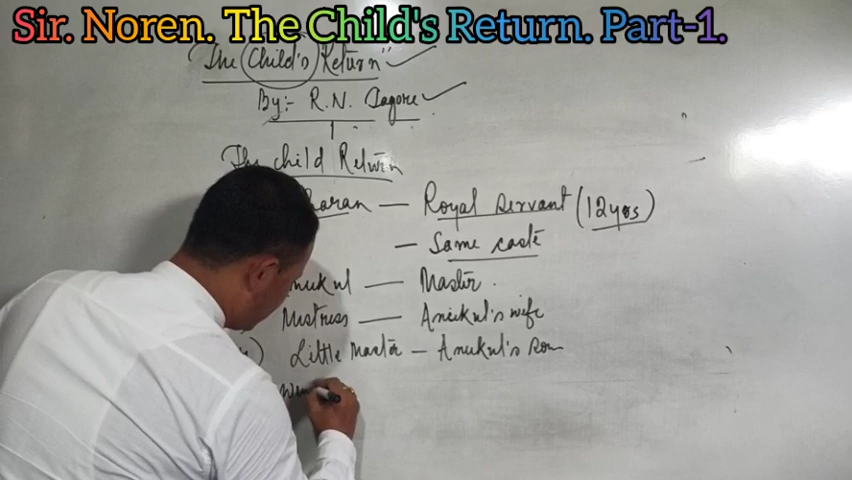 Sir. Noren. The Child's Return. Part-1.
"The Child's Return"
By:- R.N. Tagore
The child Return
— Royal servant (12yrs)
— Same caste
— Master.
Mistress — Anukul's wife
Little Master — Anukul's son